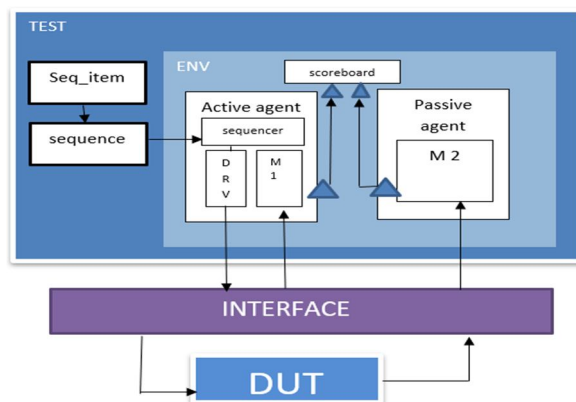 TEST
ENV
Seq_item
scoreboard
Active agent
Passive
agent
sequence
sequencer
D
R
V
M
1
M 2
INTERFACE
DUT